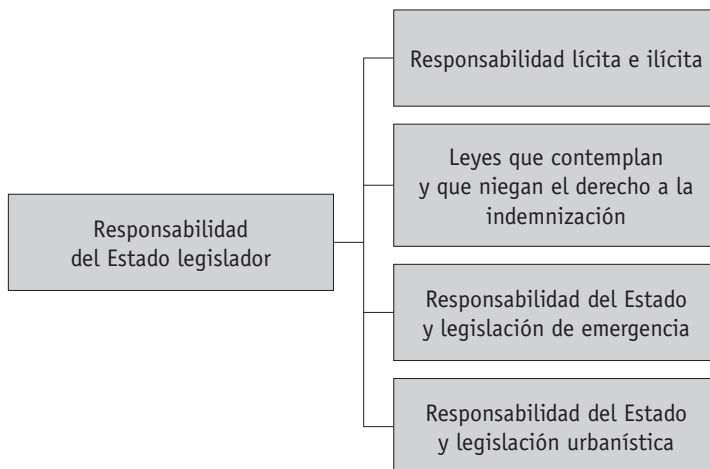 Responsabilidad
del Estado legislador
Responsabilidad lícita e ilícita
Leyes que contemplan
y que niegan el derecho a la
indemnización
Responsabilidad del Estado
y legislación de emergencia
Responsabilidad del Estado
y legislación urbanística